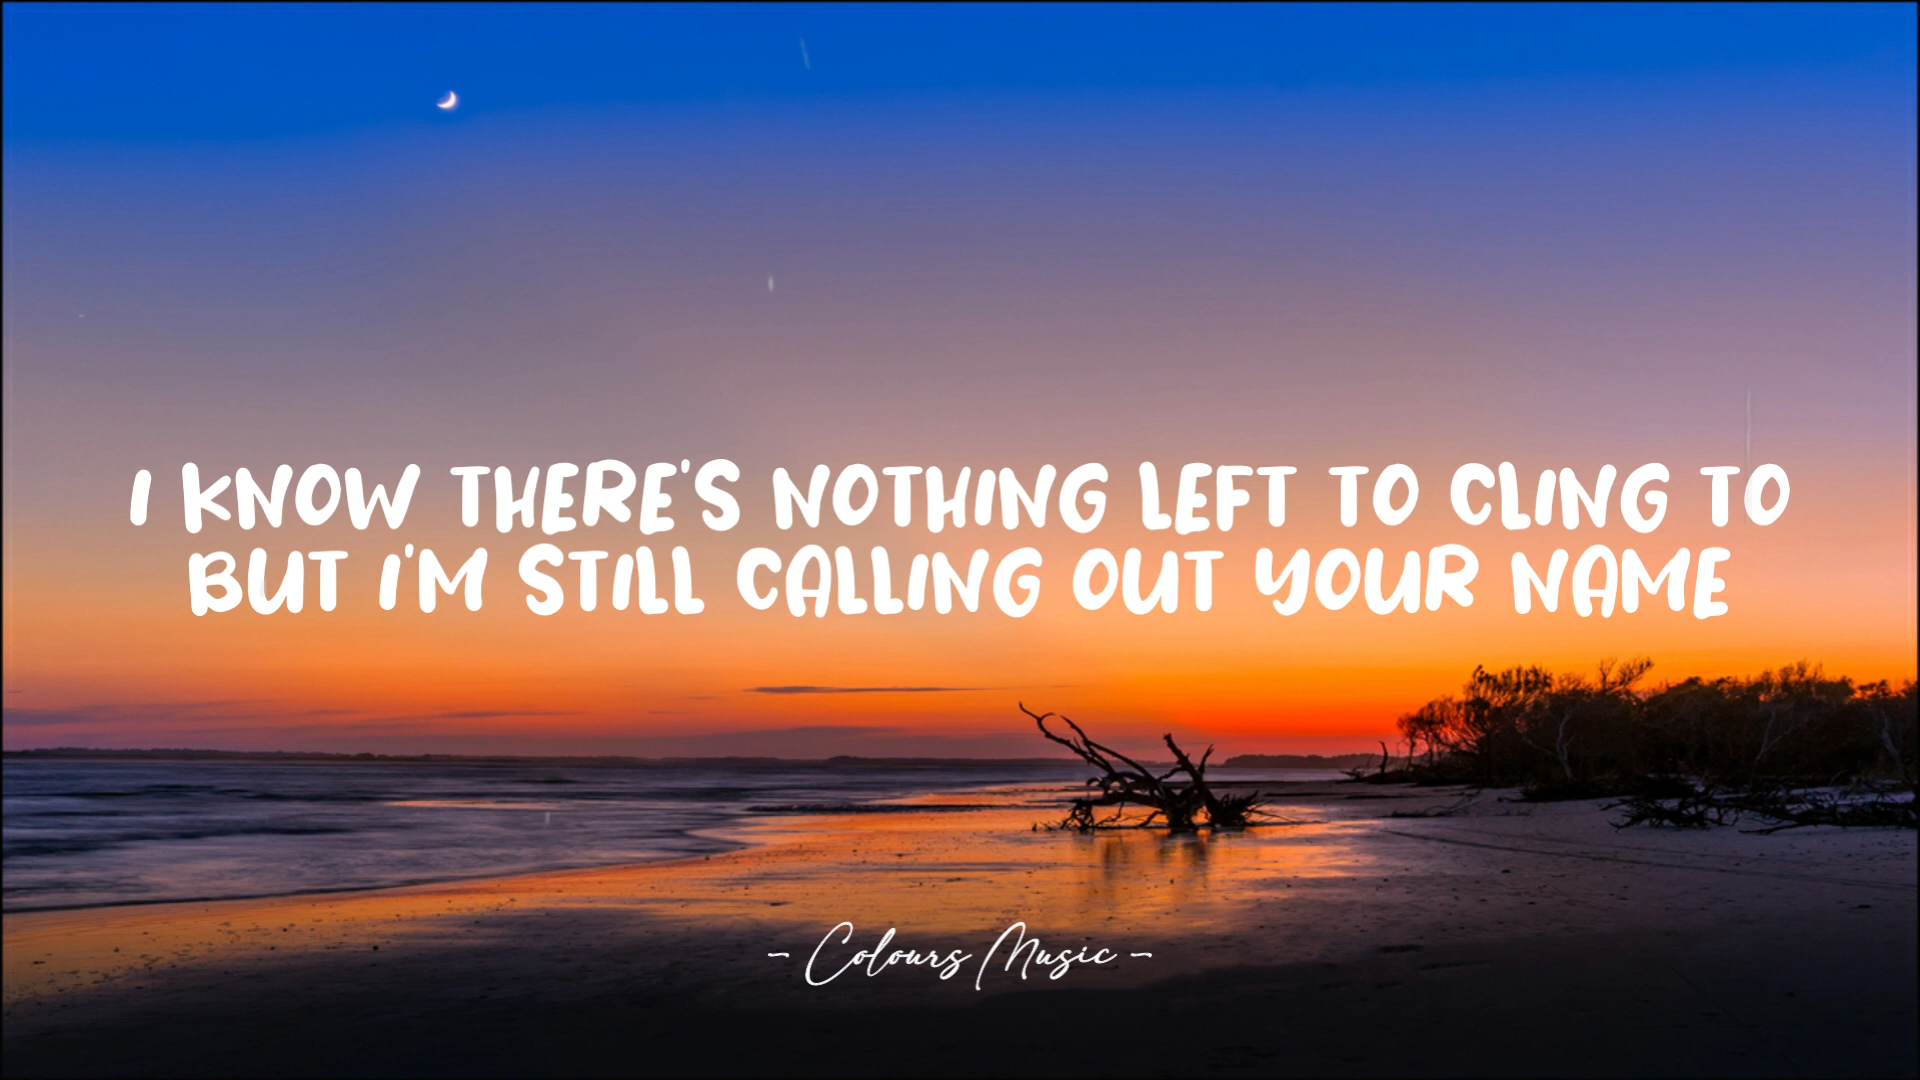 I KNOW THERE'S NOTHING LEFT TO CLING TO
BUT I'M STILL CALLING OUT YOUR NAME
- Colours Music -